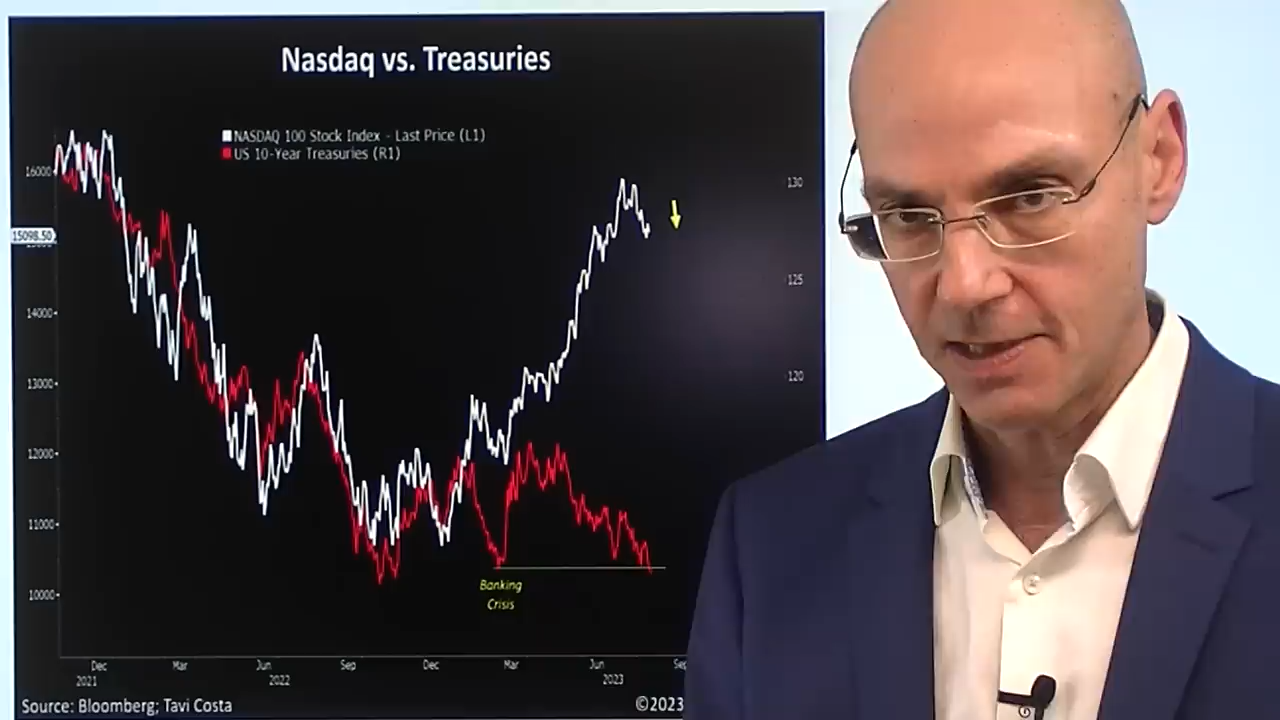 Nasdaq vs. Treasuries
NASDAQ 100 Stock Index - Last Price (L1)
US 10-Year Treasuries (R1)
16000
15098.50
14000
13000
12000
11000
10000
130
125
120
Banking
Crisis
Dec Mar Jun Sep Dec Mar Jun Sep
2021 2022 2023
Source: Bloomberg; Tavi Costa ©2023